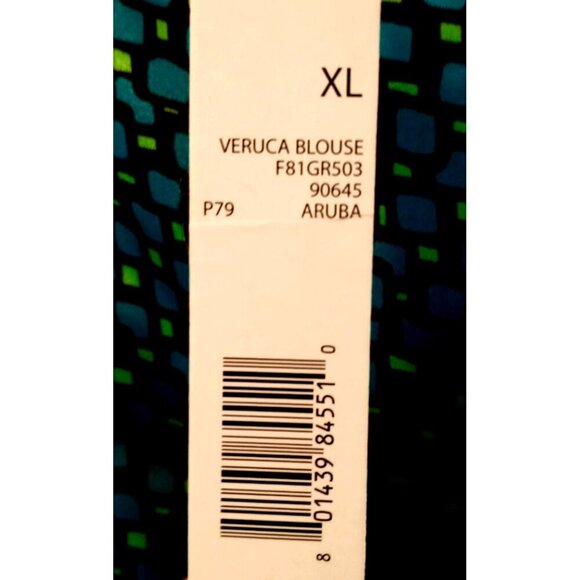 XL
VERUCA BLOUSE
F81GR503
90645
P79 ARUBA
8 01439 84551 0